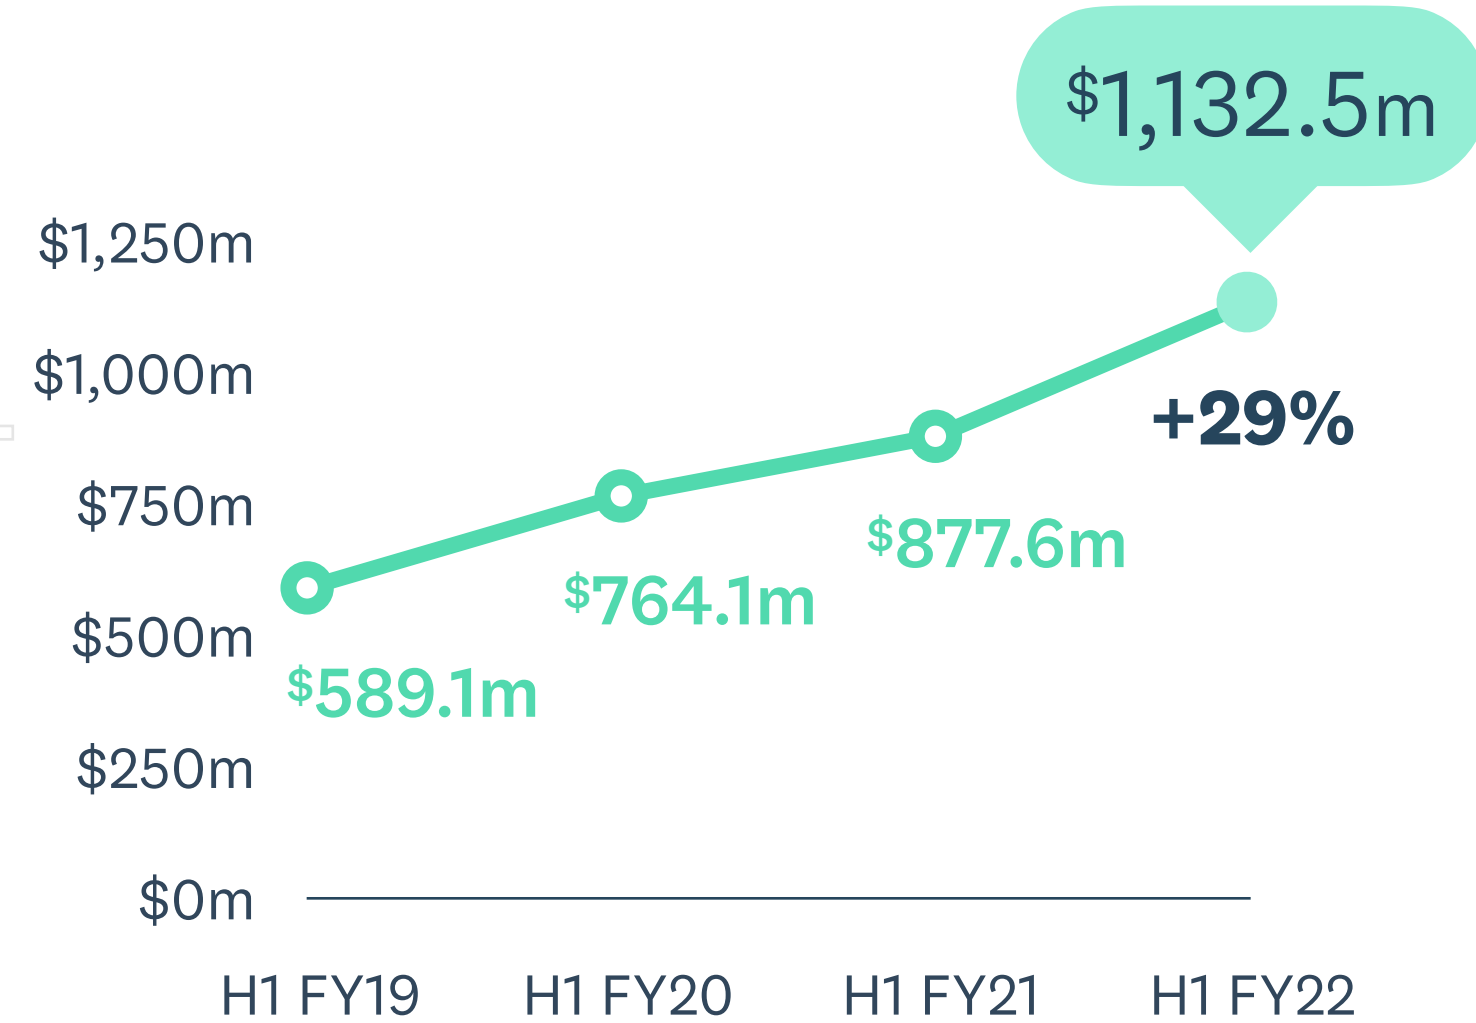 $1,132.5m
$1,250m
$1,000m
+29%
$750m
$877.6m
$764.1m
$500m
$589.1m
$250m
$0m
H1 FY19 H1 FY20 H1 FY21 H1 FY22